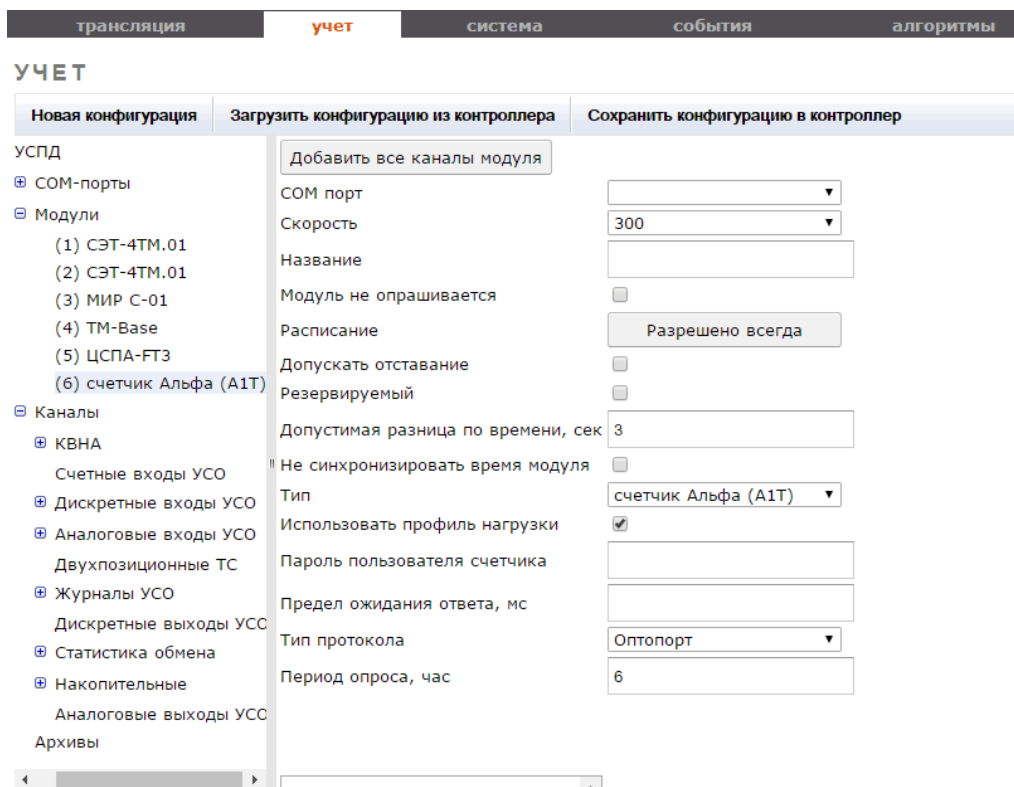 трансляция учет система события алгоритмы
УЧЕТ
Новая конфигурация Загрузить конфигурацию из контроллера Сохранить конфигурацию в контроллер
УСПД
COM-порты
Модули
(1) СЭТ-4ТМ.01
(2) СЭТ-4ТМ.01
(3) МИР С-01
(4) TM-Base
(5) ЦСПА-FT3
(6) счетчик Альфа (А1Т)
Каналы
КВНА
Счетные входы УСО
Дискретные входы УСО
Аналоговые входы УСО
Двухпозиционные ТС
Журналы УСО
Дискретные выходы УСО
Статистика обмена
Накопительные
Аналоговые выходы УСО
Архивы
Добавить все каналы модуля
COM порт
Скорость 300
Название
Модуль не опрашивается
Расписание Разрешено всегда
Допускать отставание
Резервируемый
Допустимая разница по времени, сек 3
Не синхронизировать время модуля
Тип счетчик Альфа (А1Т)
Использовать профиль нагрузки
Пароль пользователя счетчика
Предел ожидания ответа, мс
Тип протокола Оптопорт
Период опроса, час 6